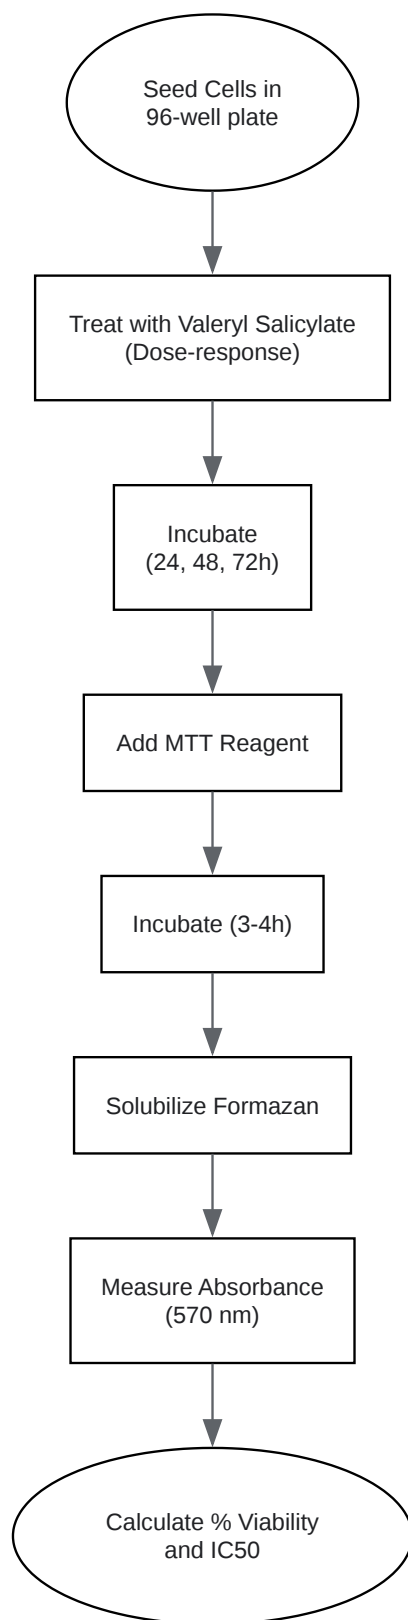 Seed Cells in
96-well plate
Treat with Valeryl Salicylate
(Dose-response)
Incubate
(24, 48, 72h)
Add MTT Reagent
Incubate (3-4h)
Solubilize Formazan
Measure Absorbance
(570 nm)
Calculate % Viability
and IC50